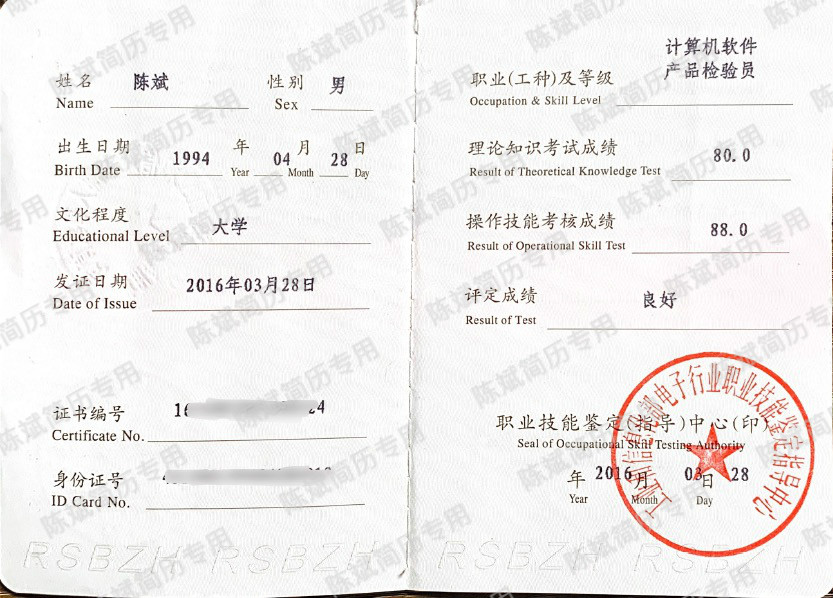 姓名 陈斌 性别 男
Name Sex
出生日期 1994 年 04 月 28 日
Birth Date Year Month Day
文化程度 大学
Educational Level
发证日期 2016年03月28日
Date of Issue
证书编号 16 24
Certificate No.
身份证号
ID Card No.
RSBZH RSBZH
计算机软件
职业(工种)及等级 产品检验员
Occupation & Skill Level
理论知识考试成绩 80.0
Result of Theoretical Knowledge Test
操作技能考核成绩 88.0
Result of Operational Skill Test
评定成绩 良好
Result of Test
职业技能鉴定(指导)中心(印)
Seal of Occupational Skill Testing Authority
年 2016 月 03 日 28
Year Month Day
工业和信息化部电子行业职业技能鉴定指导中心
RSBZH RSBZH
陈斌简历专用